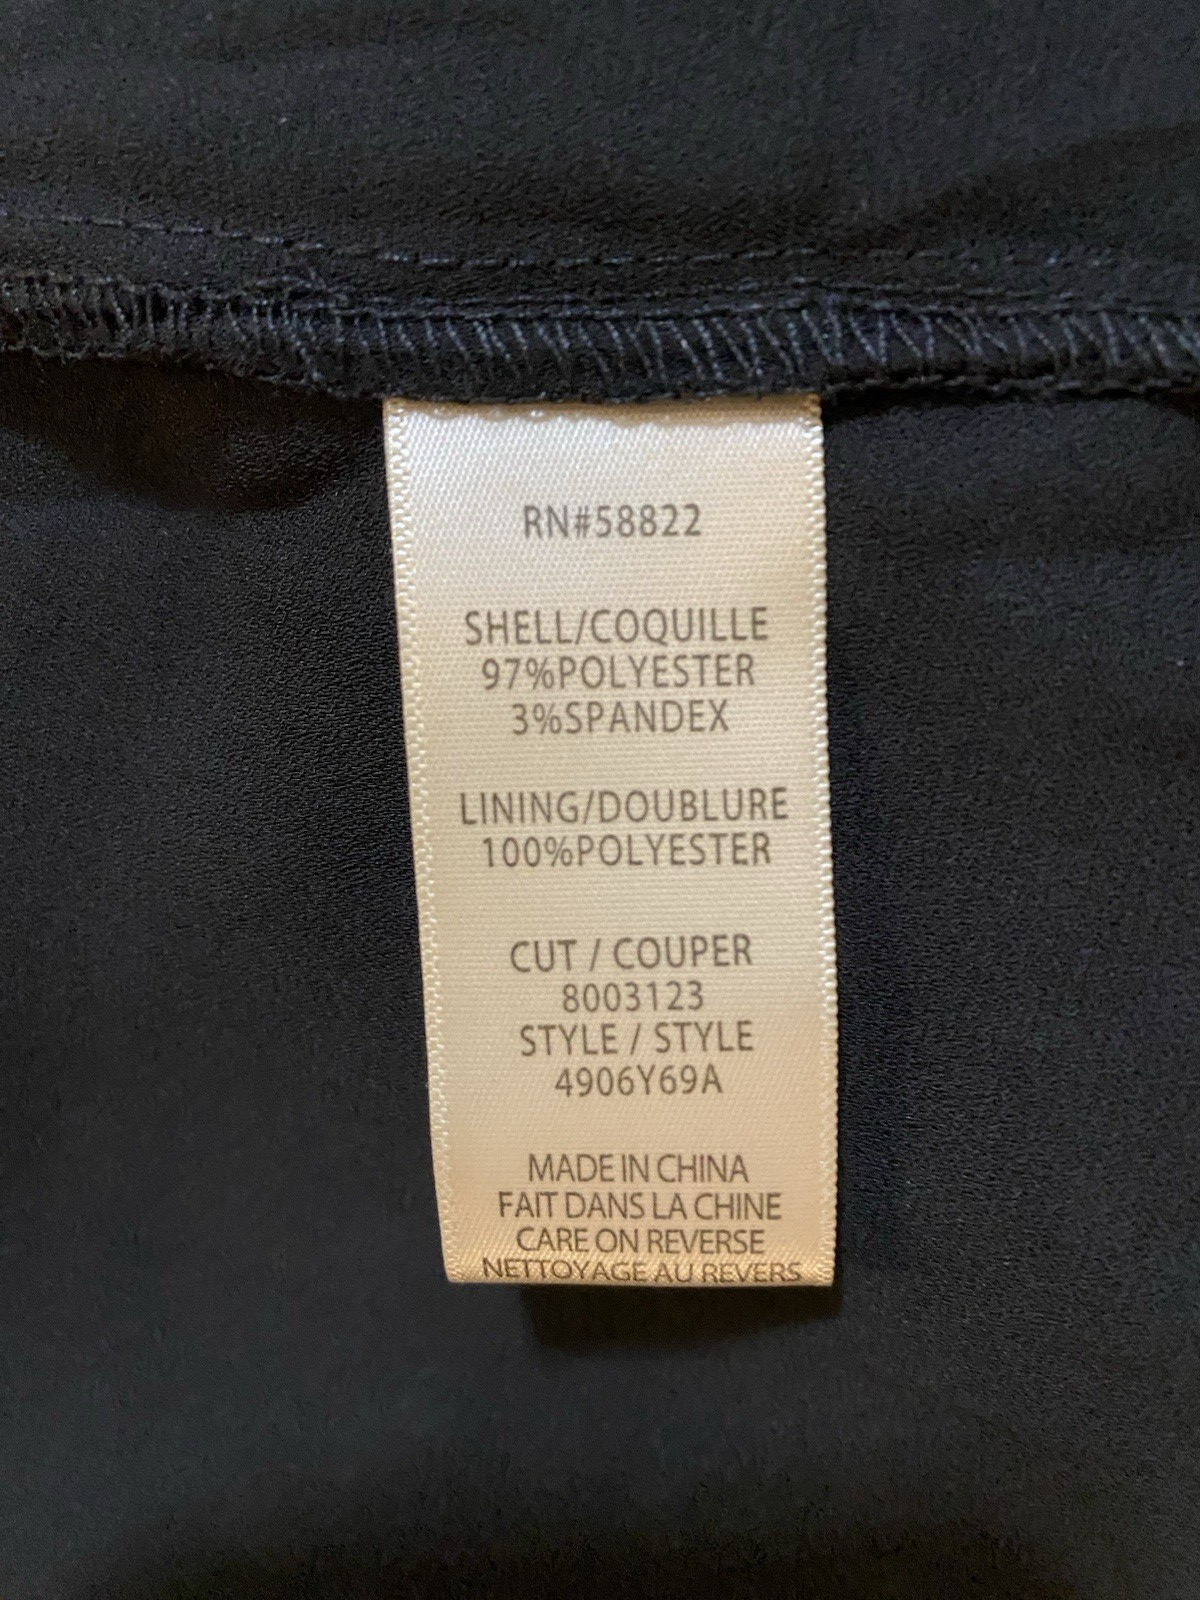 RN#58822
SHELL/COQUILLE
97%POLYESTER
3%SPANDEX
LINING/DOUBLURE
100%POLYESTER
CUT / COUPER
8003123
STYLE / STYLE
4906Y69A
MADE IN CHINA
FAIT DANS LA CHINE
CARE ON REVERSE
NETTOYAGE AU REVERS